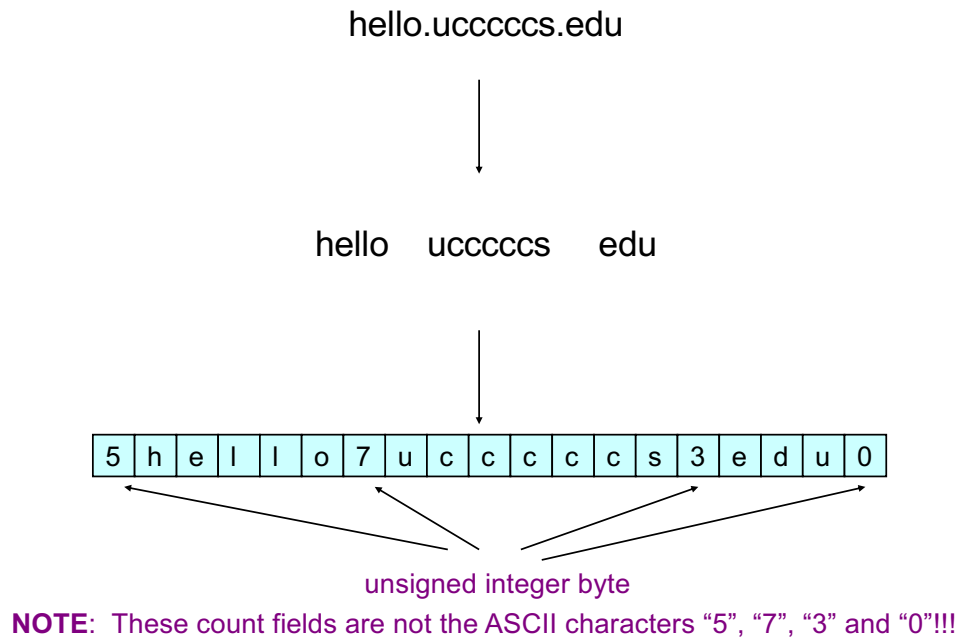 hello.ucccccs.edu
hello ucccccs edu
5 h e l l o 7 u c c c c c s 3 e d u 0
unsigned integer byte
NOTE: These count fields are not the ASCII characters “5”, “7”, “3” and “0”!!!